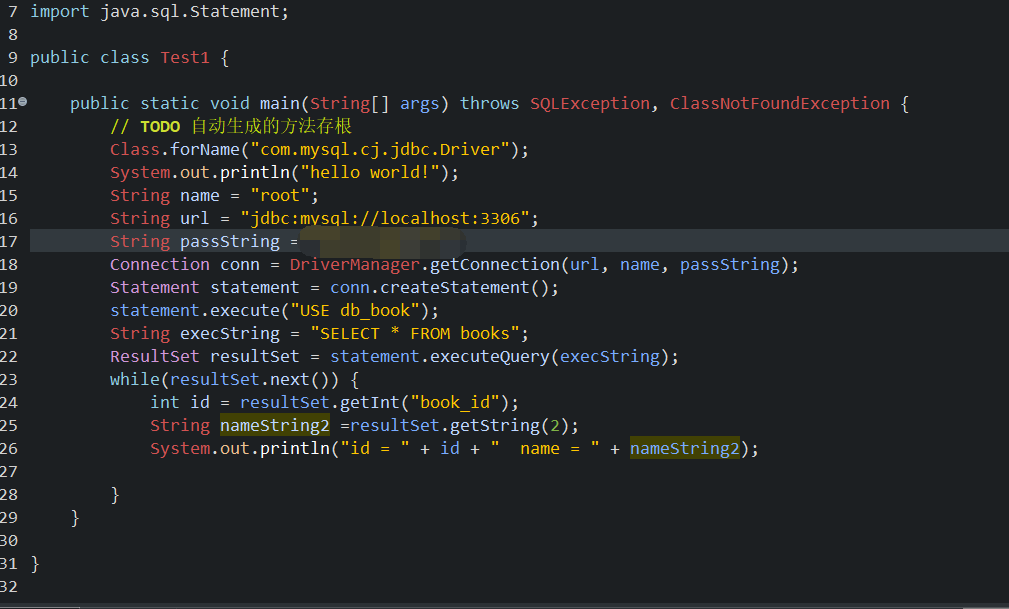 7 import java.sql.Statement;
8
9 public class Test1 {
10
11 public static void main(String[] args) throws SQLException, ClassNotFoundException {
12 // TODO 自动生成的方法存根
13 Class.forName("com.mysql.cj.jdbc.Driver");
14 System.out.println("hello world!");
15 String name = "root";
16 String url = "jdbc:mysql://localhost:3306";
17 String passString =
18 Connection conn = DriverManager.getConnection(url, name, passString);
19 Statement statement = conn.createStatement();
20 statement.execute("USE db_book");
21 String execString = "SELECT * FROM books";
22 ResultSet resultSet = statement.executeQuery(execString);
23 while(resultSet.next()) {
24 int id = resultSet.getInt("book_id");
25 String nameString2 =resultSet.getString(2);
26 System.out.println("id = " + id + "  name = " + nameString2);
27
28 }
29 }
30
31 }
32